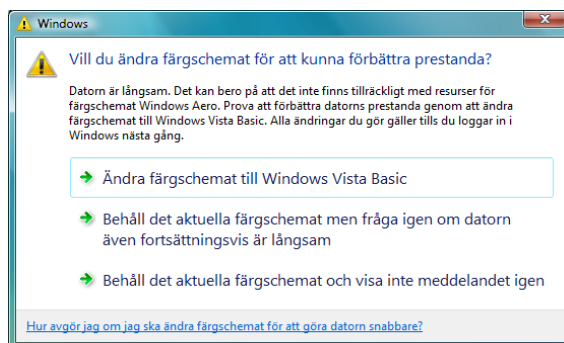 Windows
Vill du ändra färgschemat för att kunna förbättra prestanda?
Datorn är långsam. Det kan bero på att det inte finns tillräckligt med resurser för
färgschemat Windows Aero. Prova att förbättra datorns prestanda genom att ändra
färgschemat till Windows Vista Basic. Alla ändringar du gör gäller tills du loggar in i
Windows nästa gång.
Ändra färgschemat till Windows Vista Basic
Behåll det aktuella färgschemat men fråga igen om datorn
även fortsättningsvis är långsam
Behåll det aktuella färgschemat och visa inte meddelandet igen
Hur avgör jag om jag ska ändra färgschemat för att göra datorn snabbare?